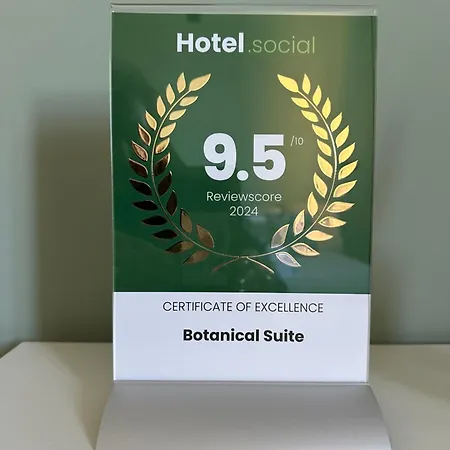 Hotel.social
9.5 /10
Reviewscore
2024
CERTIFICATE OF EXCELLENCE
Botanical Suite